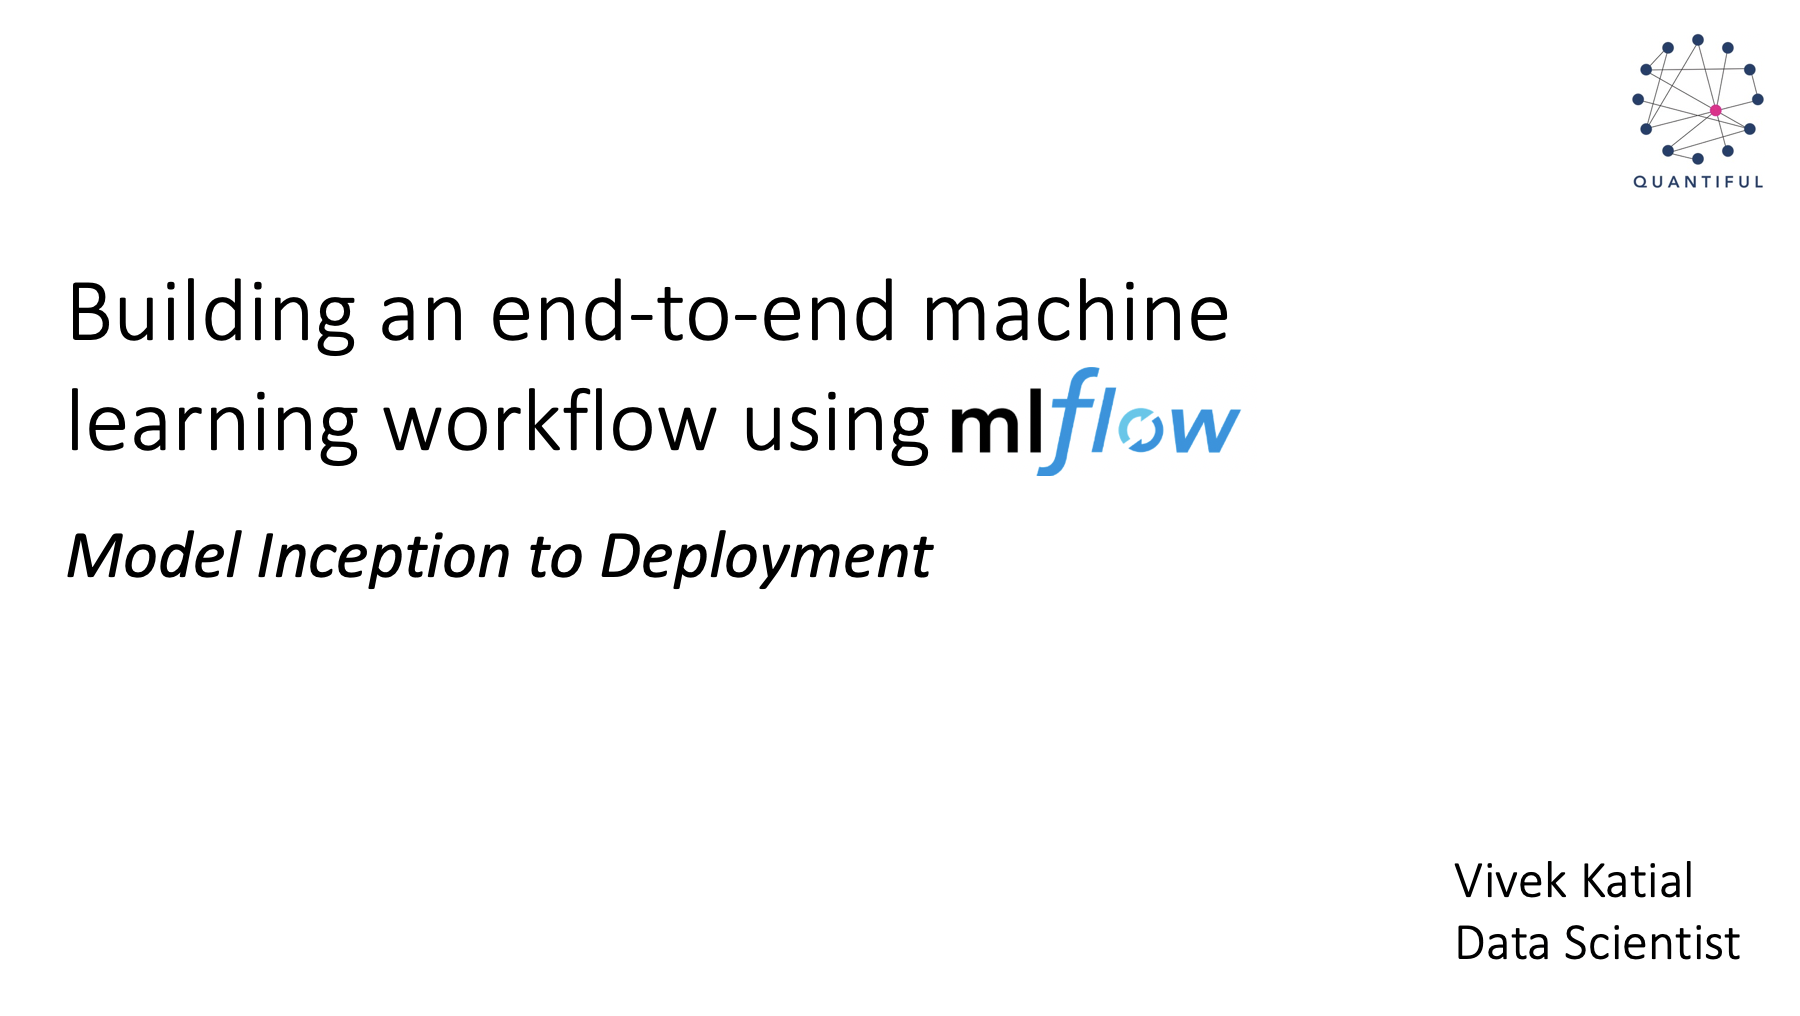 QUANTIFUL
Building an end-to-end machine
learning workflow using mlflow
Model Inception to Deployment
Vivek Katial
Data Scientist